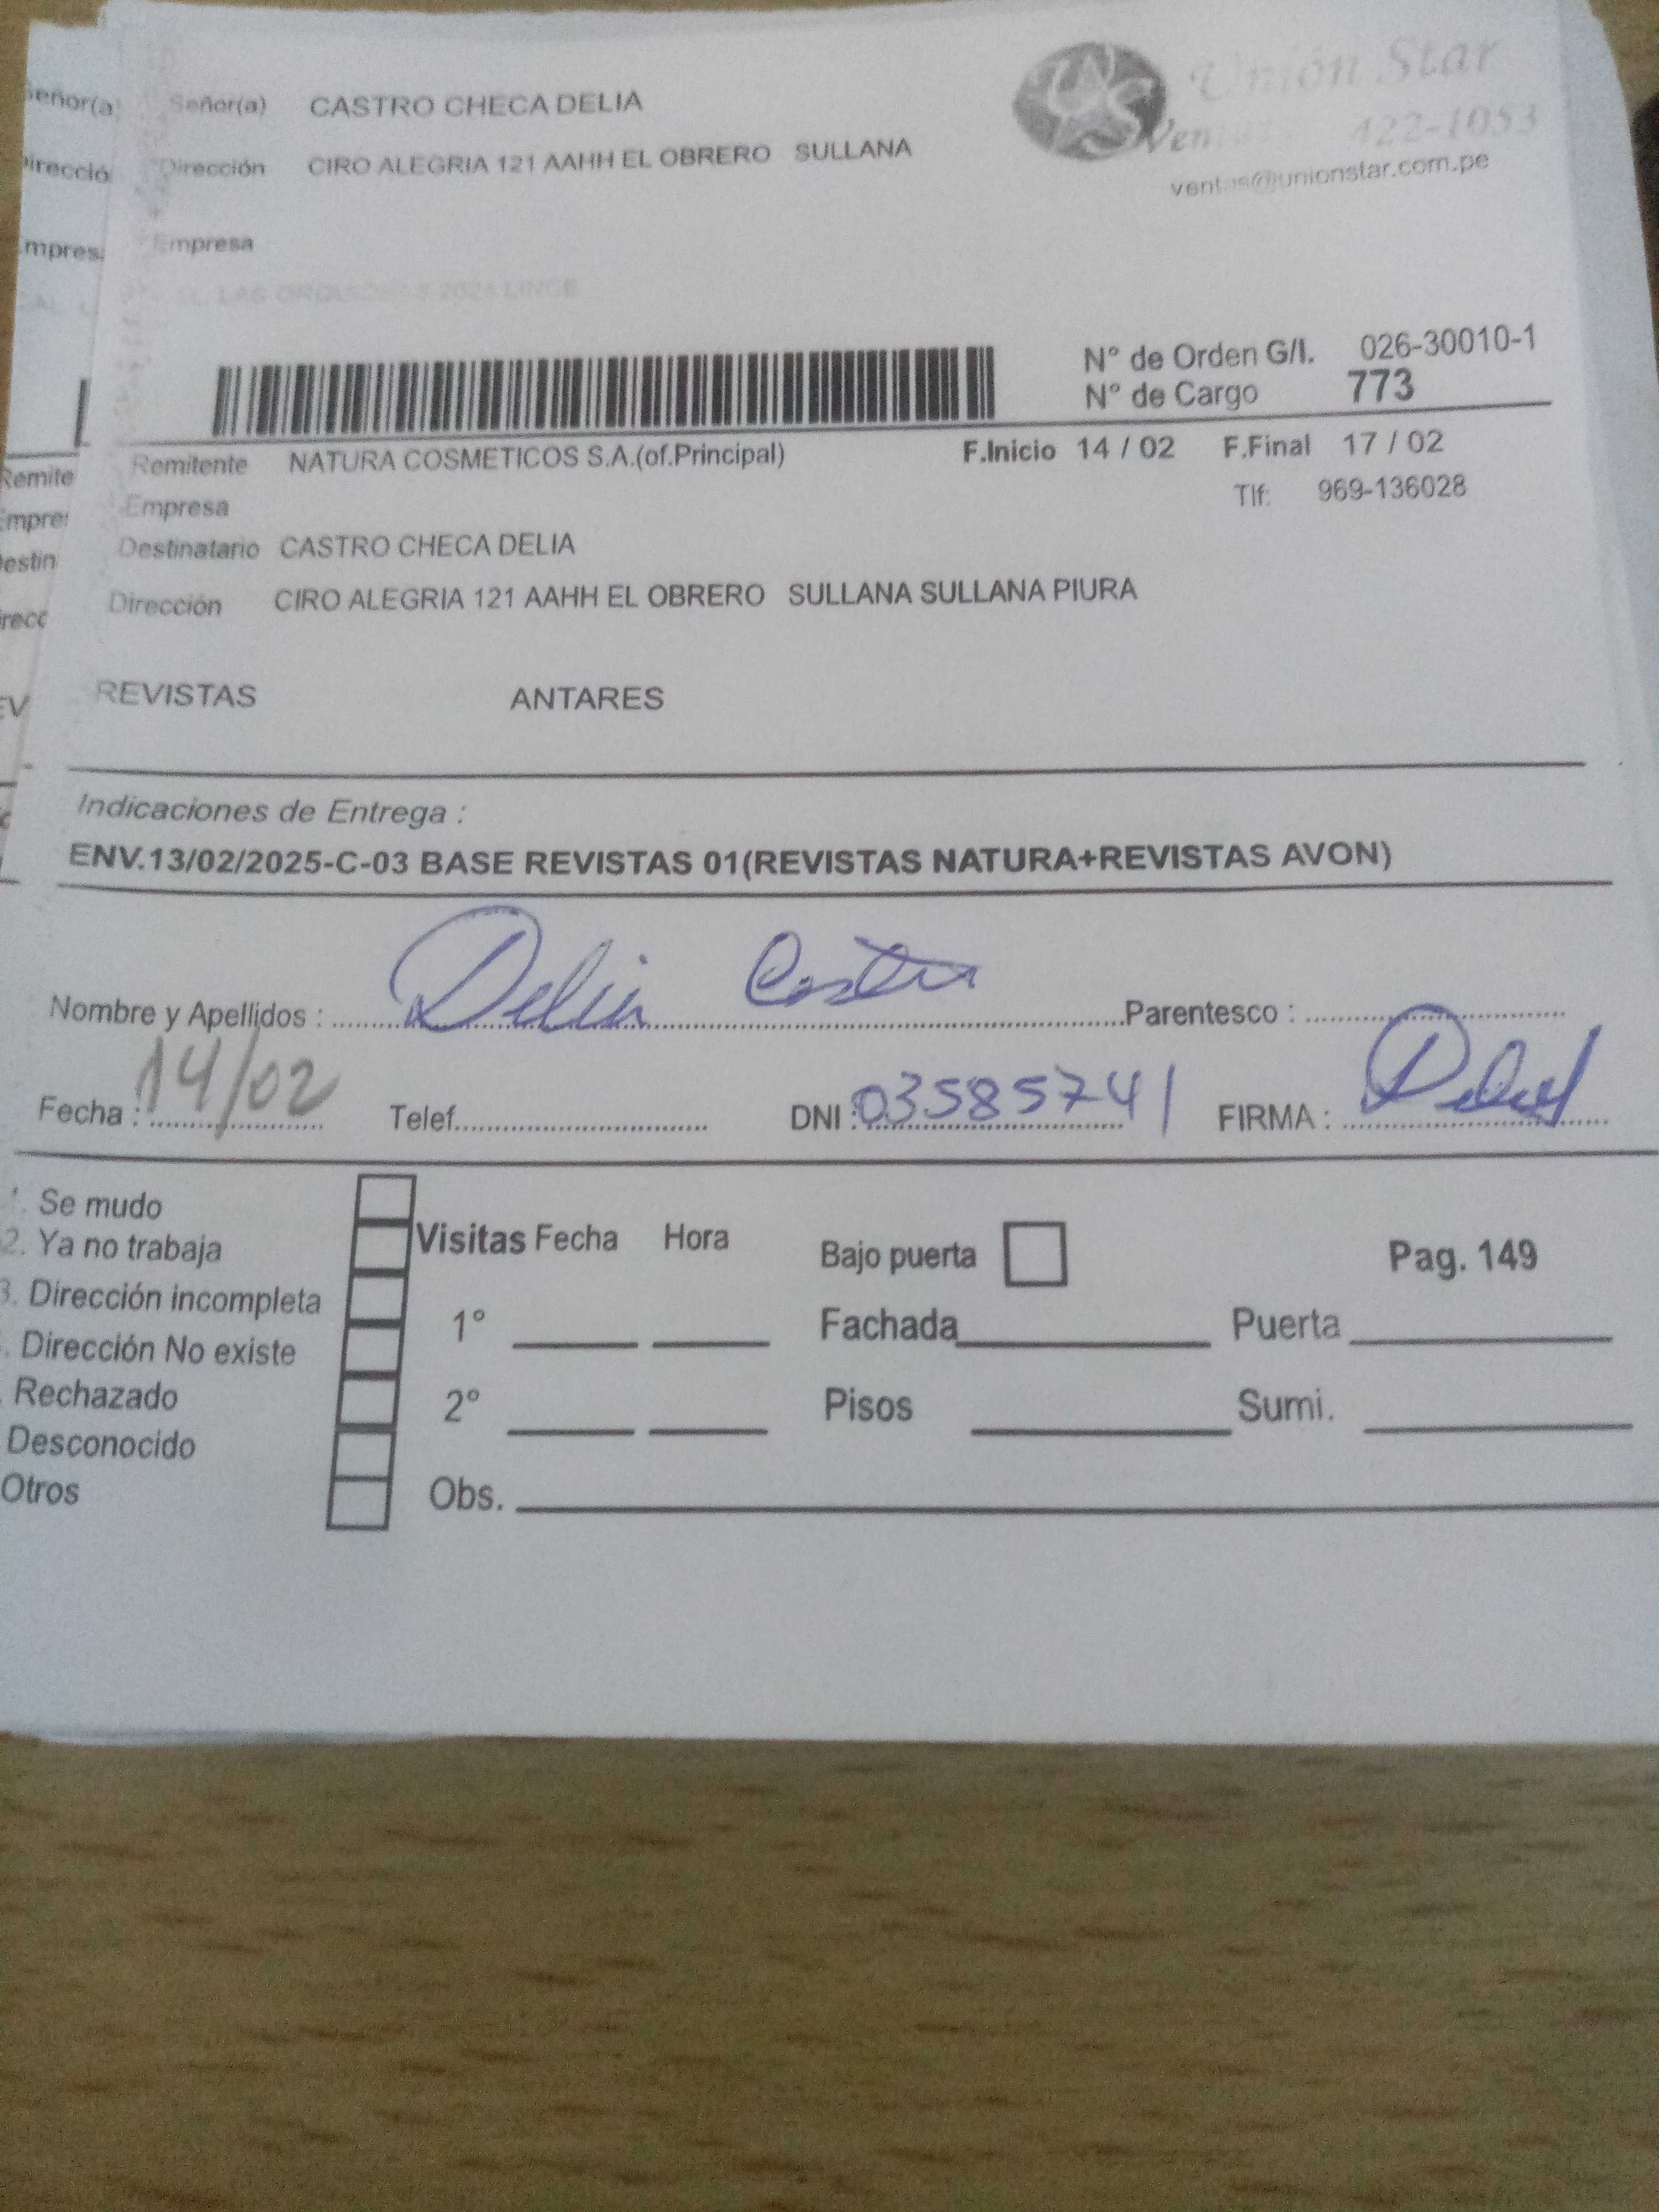 Señor(a) CASTRO CHECA DELIA
Dirección CIRO ALEGRIA 121 AAHH EL OBRERO SULLANA
Empresa
Unión Star
422-1053
ventas@unionstar.com.pe
N° de Orden G/I. 026-30010-1
N° de Cargo 773
Remitente NATURA COSMETICOS S.A.(of.Principal) F.Inicio 14 / 02 F.Final 17 / 02
Empresa Tlf: 969-136028
Destinatario CASTRO CHECA DELIA
Dirección CIRO ALEGRIA 121 AAHH EL OBRERO SULLANA SULLANA PIURA
REVISTAS ANTARES
Indicaciones de Entrega :
ENV.13/02/2025-C-03 BASE REVISTAS 01(REVISTAS NATURA+REVISTAS AVON)
Nombre y Apellidos : Delia Castro Parentesco :
Fecha : 14/02 Telef. DNI : 03585741 FIRMA :
Se mudo
2. Ya no trabaja
3. Dirección incompleta
. Dirección No existe
Rechazado
Desconocido
Otros
Visitas Fecha Hora
1°
2°
Obs.
Bajo puerta Pag. 149
Fachada Puerta
Pisos Sumi.